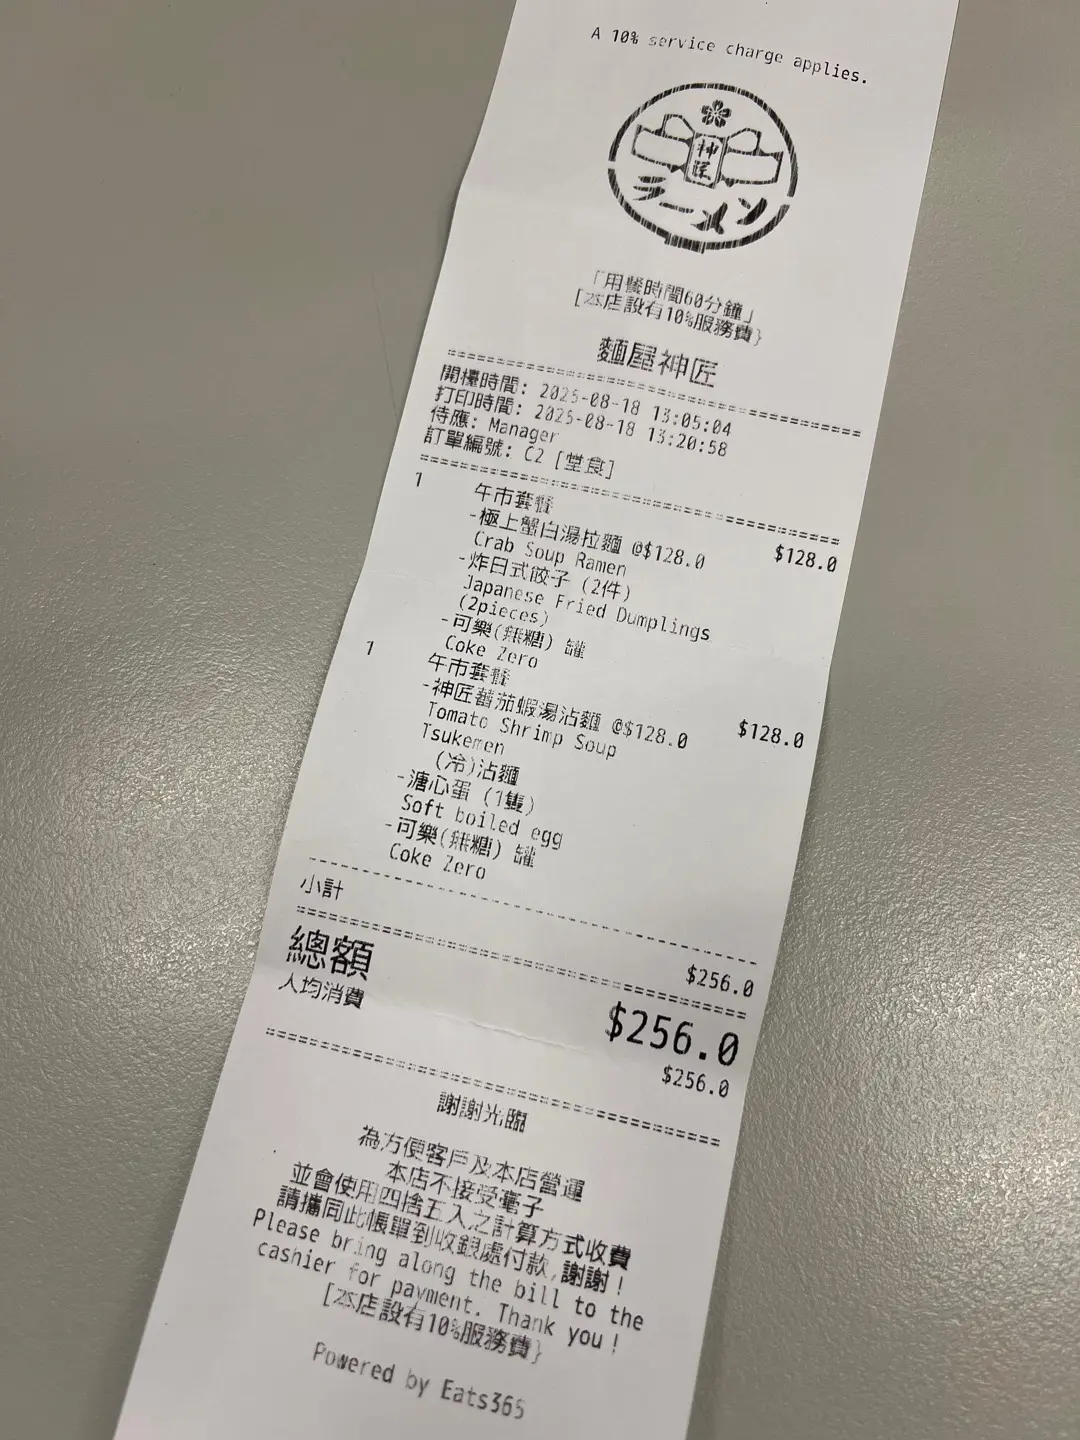 A 10% service charge applies.
神匠
ラーメン
「用餐時間60分鐘」
[本店設有10%服務費}
麵屋神匠
開檯時間: 2025-08-18 13:05:04
打印時間: 2025-08-18 13:20:58
侍應: Manager
訂單編號: C2 [堂食]
1 午市套餐 $128.0
-極上蟹白湯拉麵 @$128.0
Crab Soup Ramen
-炸日式餃子 (2件)
Japanese Fried Dumplings
(2pieces)
-可樂(無糖) 罐
Coke Zero
1 午市套餐 $128.0
-神匠蕃茄蝦湯沾麵 @$128.0
Tomato Shrimp Soup
Tsukemen
(冷)沾麵
-溏心蛋 (1隻)
Soft boiled egg
-可樂(無糖) 罐
Coke Zero
小計 $256.0
總額 $256.0
人均消費 $256.0
謝謝光臨
為方便客戶及本店營運
本店不接受毫子
並會使用四捨五入之計算方式收費
請攜同此帳單到收銀處付款,謝謝!
Please bring along the bill to the
cashier for payment. Thank you!
[本店設有10%服務費}
Powered by Eats365